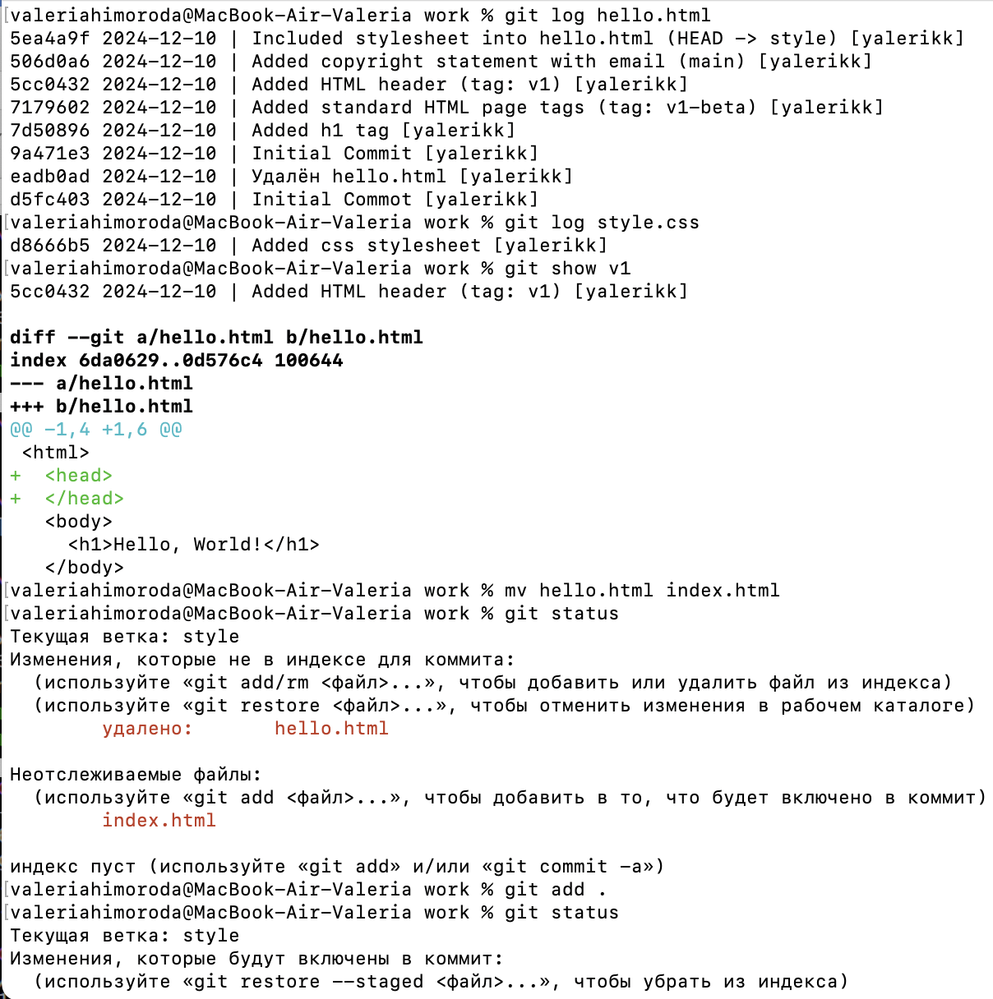 [valeriahimoroda@MacBook-Air-Valeria work % git log hello.html
5ea4a9f 2024-12-10 | Included stylesheet into hello.html (HEAD -> style) [yalerikk]
506d0a6 2024-12-10 | Added copyright statement with email (main) [yalerikk]
5cc0432 2024-12-10 | Added HTML header (tag: v1) [yalerikk]
7179602 2024-12-10 | Added standard HTML page tags (tag: v1-beta) [yalerikk]
7d50896 2024-12-10 | Added h1 tag [yalerikk]
9a471e3 2024-12-10 | Initial Commit [yalerikk]
eadb0ad 2024-12-10 | Удалён hello.html [yalerikk]
d5fc403 2024-12-10 | Initial Commot [yalerikk]
[valeriahimoroda@MacBook-Air-Valeria work % git log style.css
d8666b5 2024-12-10 | Added css stylesheet [yalerikk]
[valeriahimoroda@MacBook-Air-Valeria work % git show v1
5cc0432 2024-12-10 | Added HTML header (tag: v1) [yalerikk]

diff --git a/hello.html b/hello.html
index 6da0629..0d576c4 100644
--- a/hello.html
+++ b/hello.html
@@ -1,4 +1,6 @@
 <html>
+  <head>
+  </head>
   <body>
     <h1>Hello, World!</h1>
   </body>
[valeriahimoroda@MacBook-Air-Valeria work % mv hello.html index.html
[valeriahimoroda@MacBook-Air-Valeria work % git status
Текущая ветка: style
Изменения, которые не в индексе для коммита:
  (используйте «git add/rm <файл>...», чтобы добавить или удалить файл из индекса)
  (используйте «git restore <файл>...», чтобы отменить изменения в рабочем каталоге)
        удалено:       hello.html

Неотслеживаемые файлы:
  (используйте «git add <файл>...», чтобы добавить в то, что будет включено в коммит)
        index.html

индекс пуст (используйте «git add» и/или «git commit -a»)
[valeriahimoroda@MacBook-Air-Valeria work % git add .
[valeriahimoroda@MacBook-Air-Valeria work % git status
Текущая ветка: style
Изменения, которые будут включены в коммит:
  (используйте «git restore --staged <файл>...», чтобы убрать из индекса)